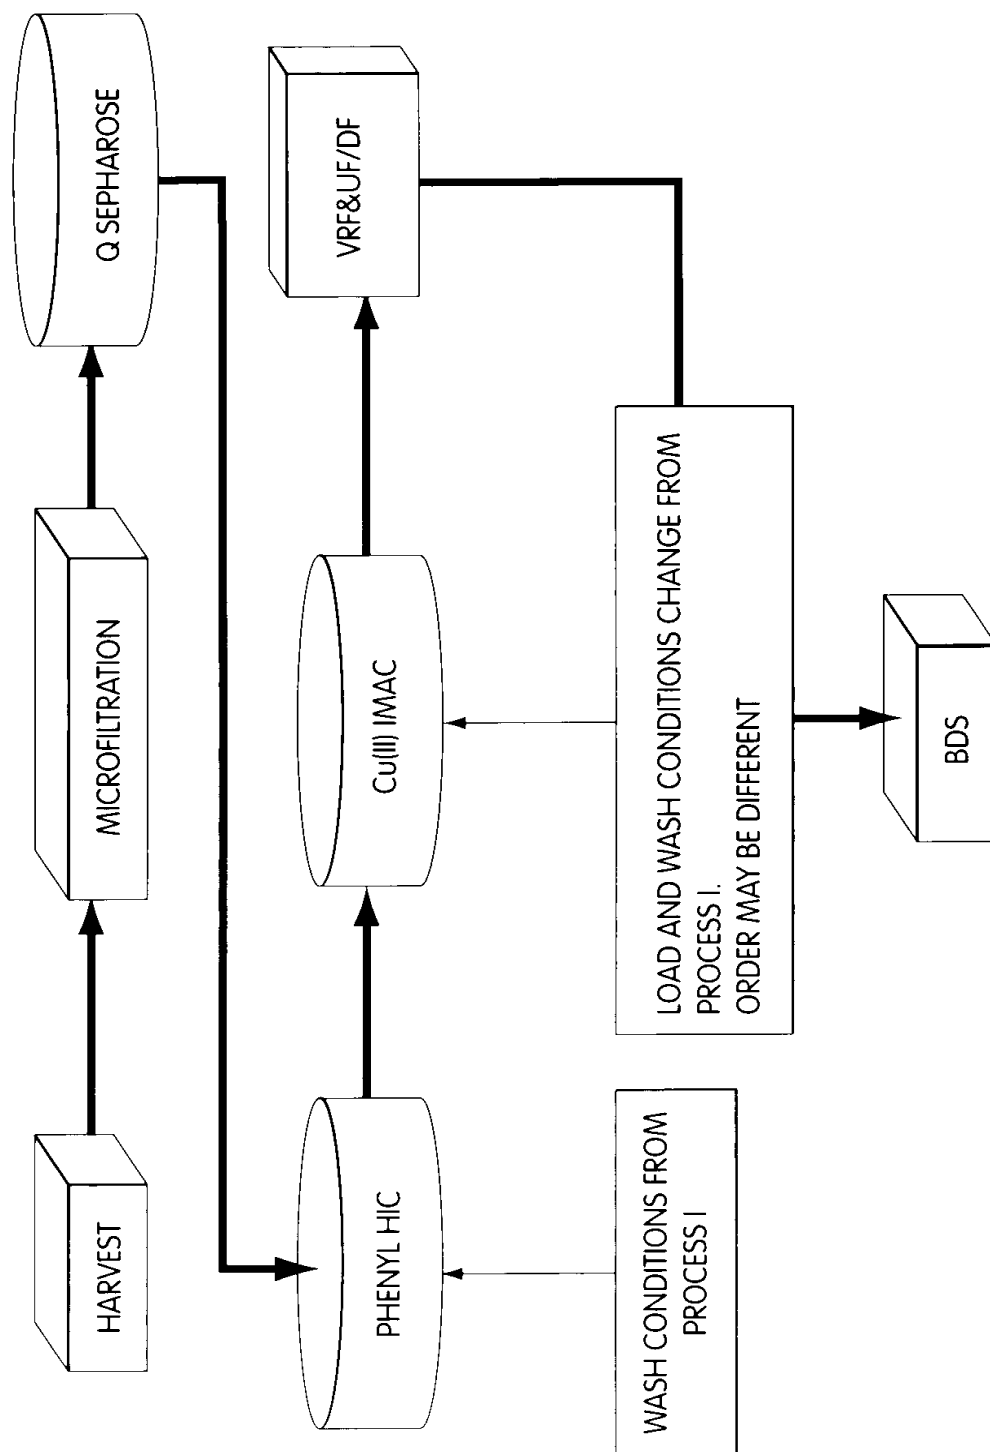 HARVEST
MICROFILTRATION
Q SEPHAROSE
PHENYL HIC
Cu(II) IMAC
VRF&UF/DF
WASH CONDITIONS FROM
PROCESS I
LOAD AND WASH CONDITIONS CHANGE FROM
PROCESS I.
ORDER MAY BE DIFFERENT
BDS